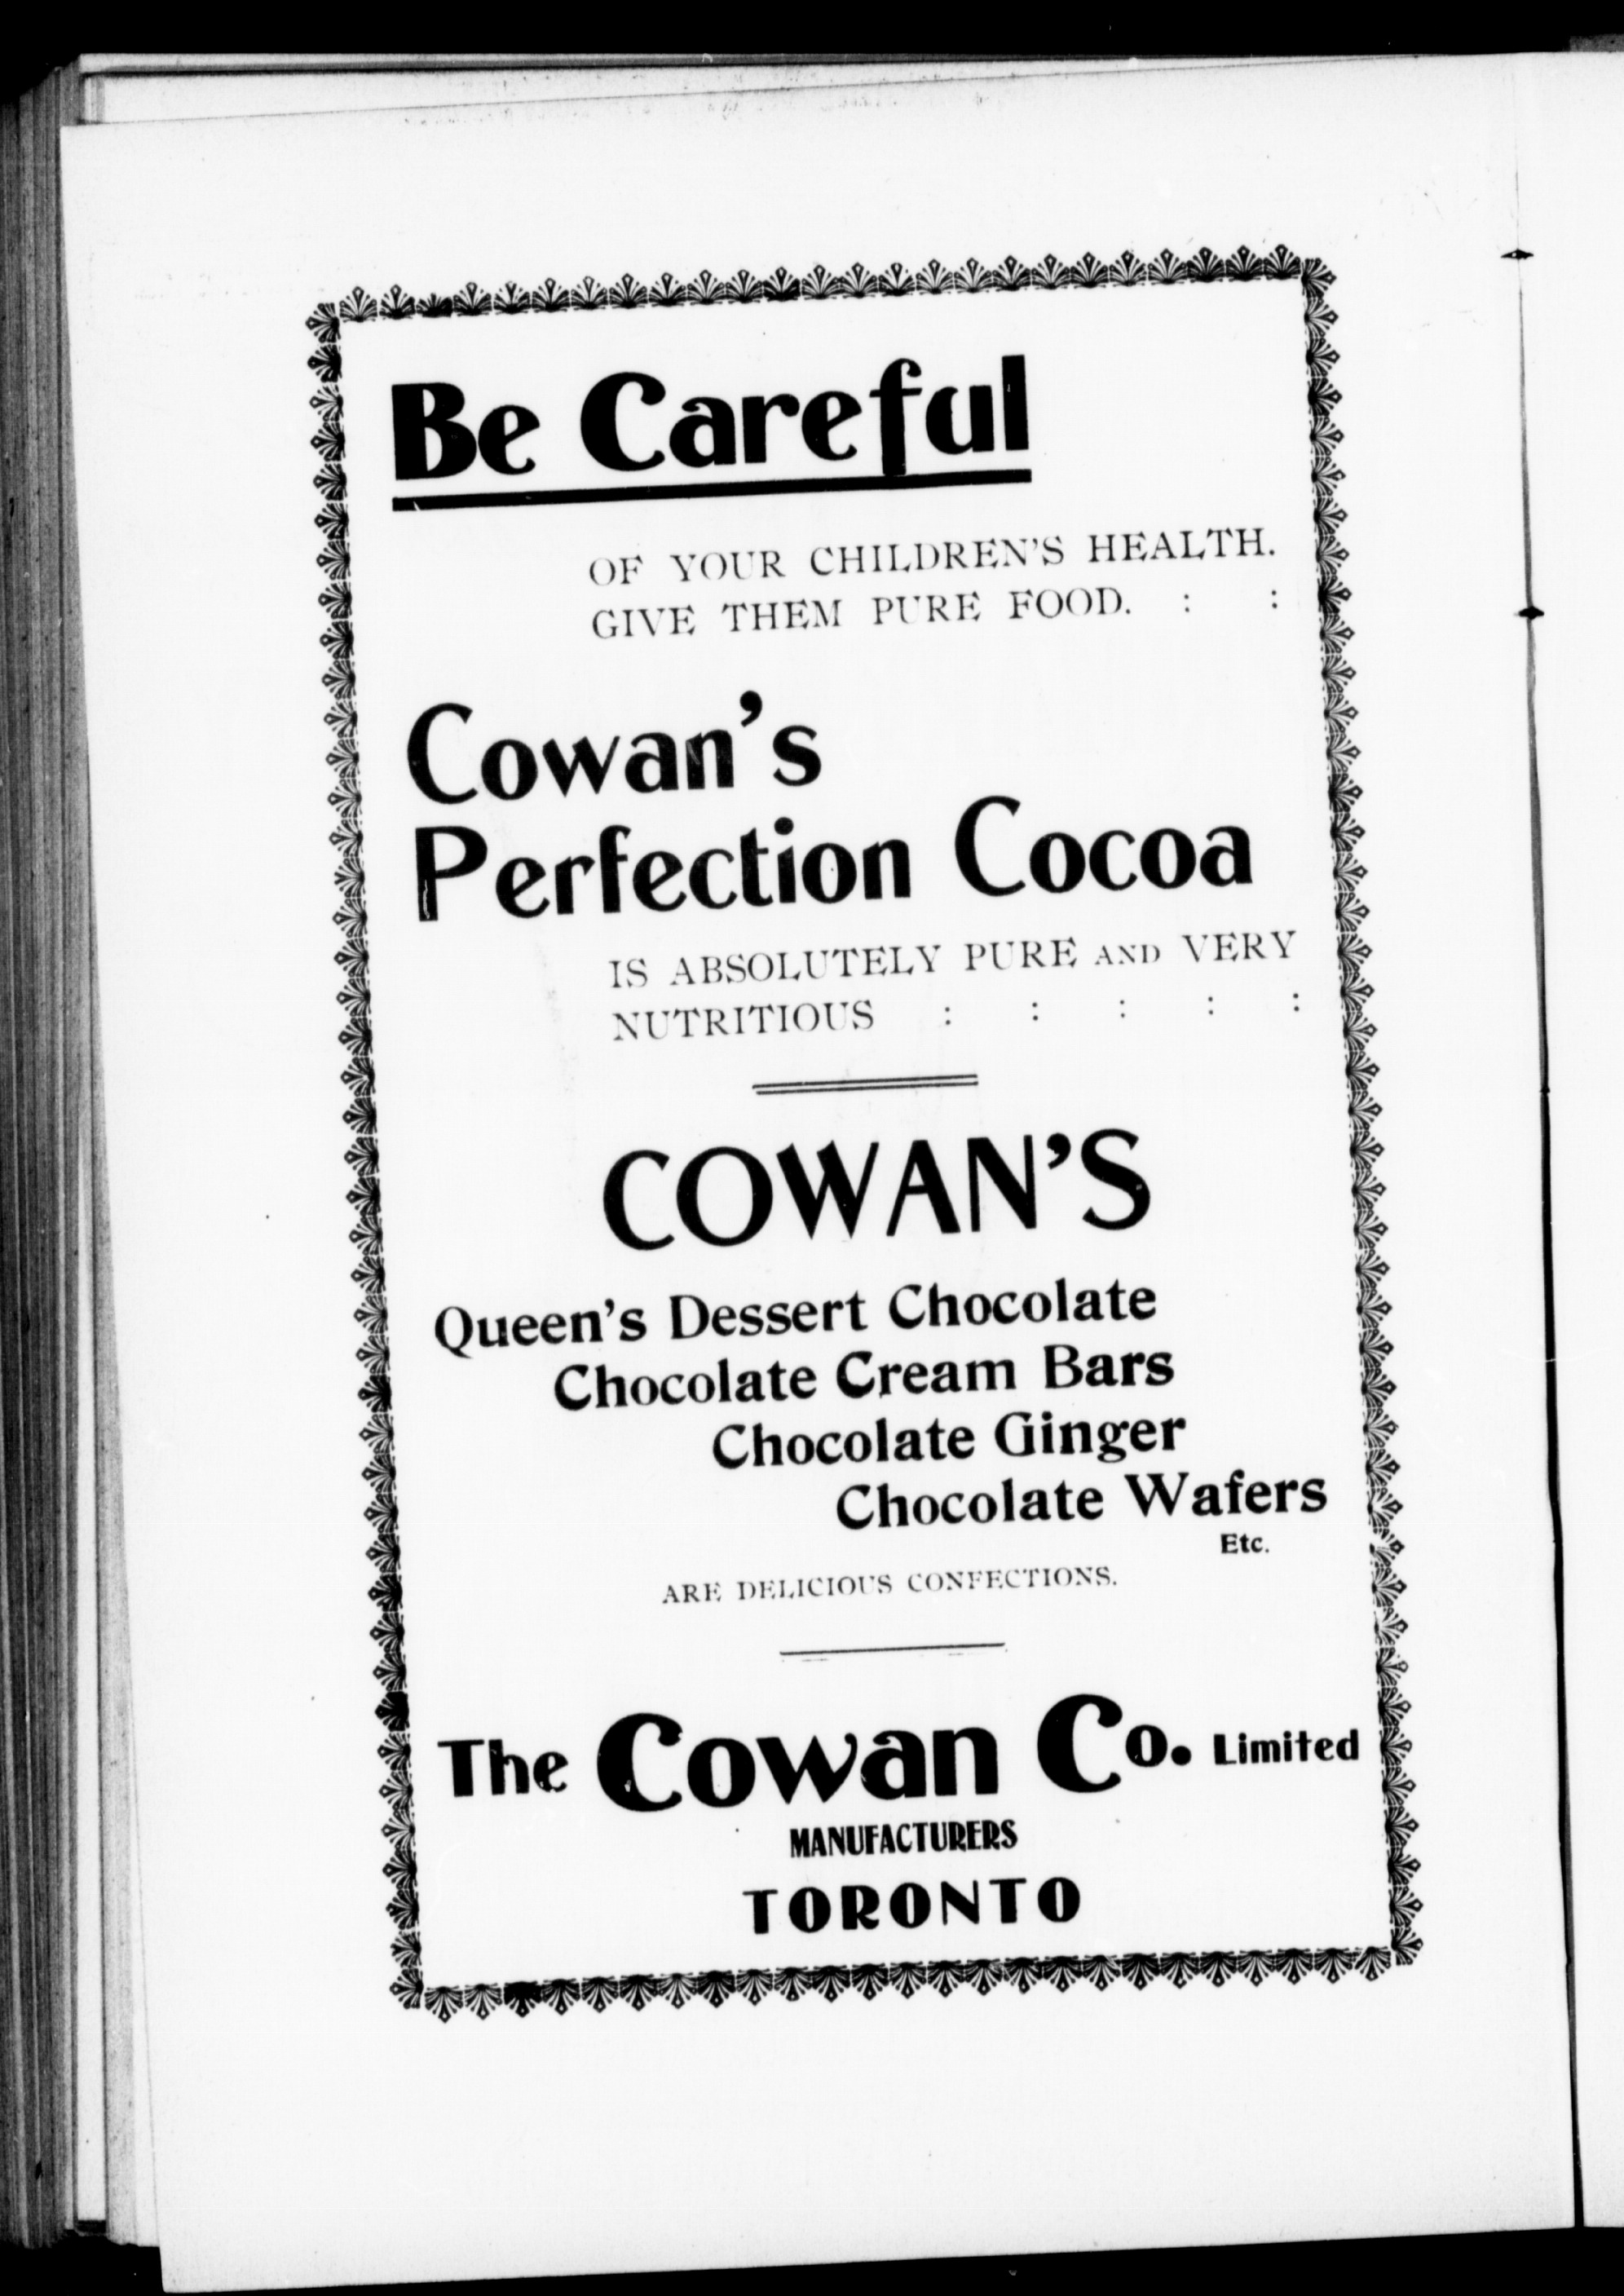 Be Careful
OF YOUR CHILDREN'S HEALTH.
GIVE THEM PURE FOOD. : :
Cowan's
Perfection Cocoa
IS ABSOLUTELY PURE AND VERY
NUTRITIOUS : : : : :
COWAN'S
Queen's Dessert Chocolate
Chocolate Cream Bars
Chocolate Ginger
Chocolate Wafers
Etc.
ARE DELICIOUS CONFECTIONS.
The Cowan Co. Limited
MANUFACTURERS
TORONTO